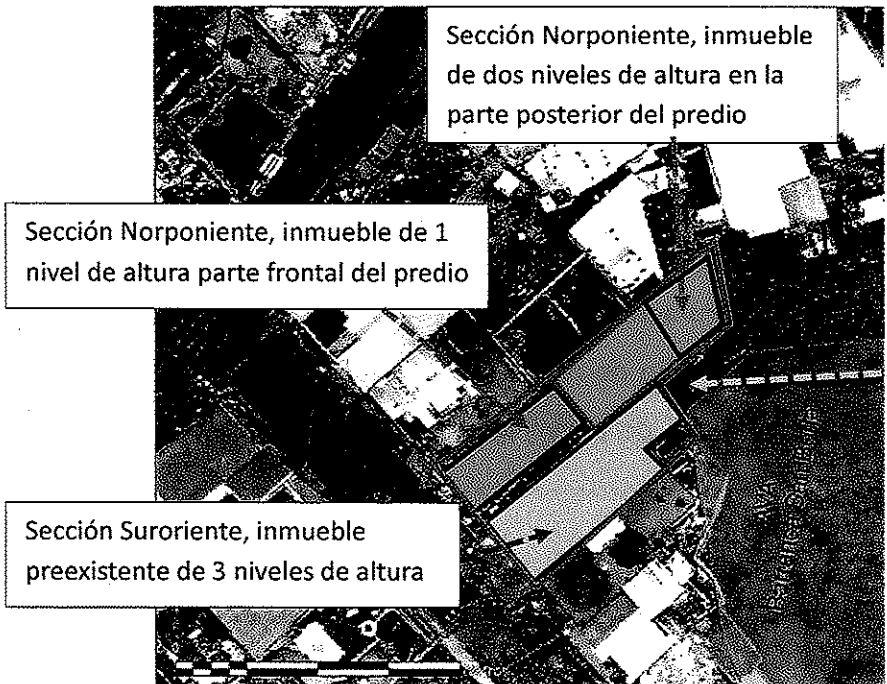 Sección Norponiente, inmueble
de dos niveles de altura en la
parte posterior del predio
Sección Norponiente, inmueble de 1
nivel de altura parte frontal del predio
Sección Suroriente, inmueble
preexistente de 3 niveles de altura